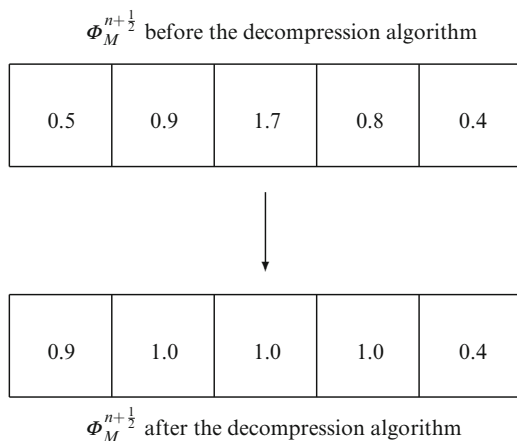 Φ_M^{n+1/2} before the decompression algorithm
0.5 0.9 1.7 0.8 0.4
0.9 1.0 1.0 1.0 0.4
Φ_M^{n+1/2} after the decompression algorithm